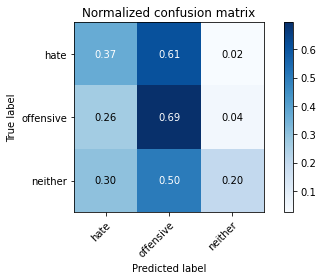 Normalized confusion matrix
True label
hate
0.37 0.61 0.02
offensive
0.26 0.69 0.04
neither
0.30 0.50 0.20
hate
offensive
neither
Predicted label
0.6
0.5
0.4
0.3
0.2
0.1